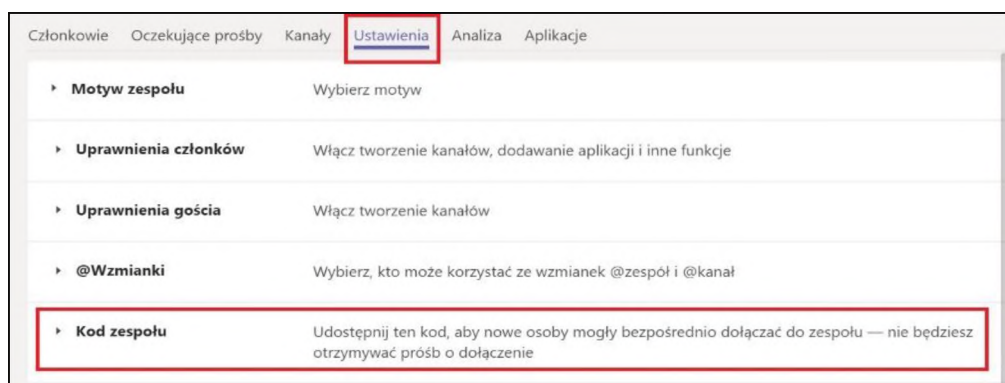 Członkowie Oczekujące prośby Kanały Ustawienia Analiza Aplikacje
Motyw zespołu Wybierz motyw
Uprawnienia członków Włącz tworzenie kanałów, dodawanie aplikacji i inne funkcje
Uprawnienia gościa Włącz tworzenie kanałów
@Wzmianki Wybierz, kto może korzystać ze wzmianek @zespół i @kanał
Kod zespołu Udostępnij ten kod, aby nowe osoby mogły bezpośrednio dołączać do zespołu — nie będziesz
otrzymywać próśb o dołączenie